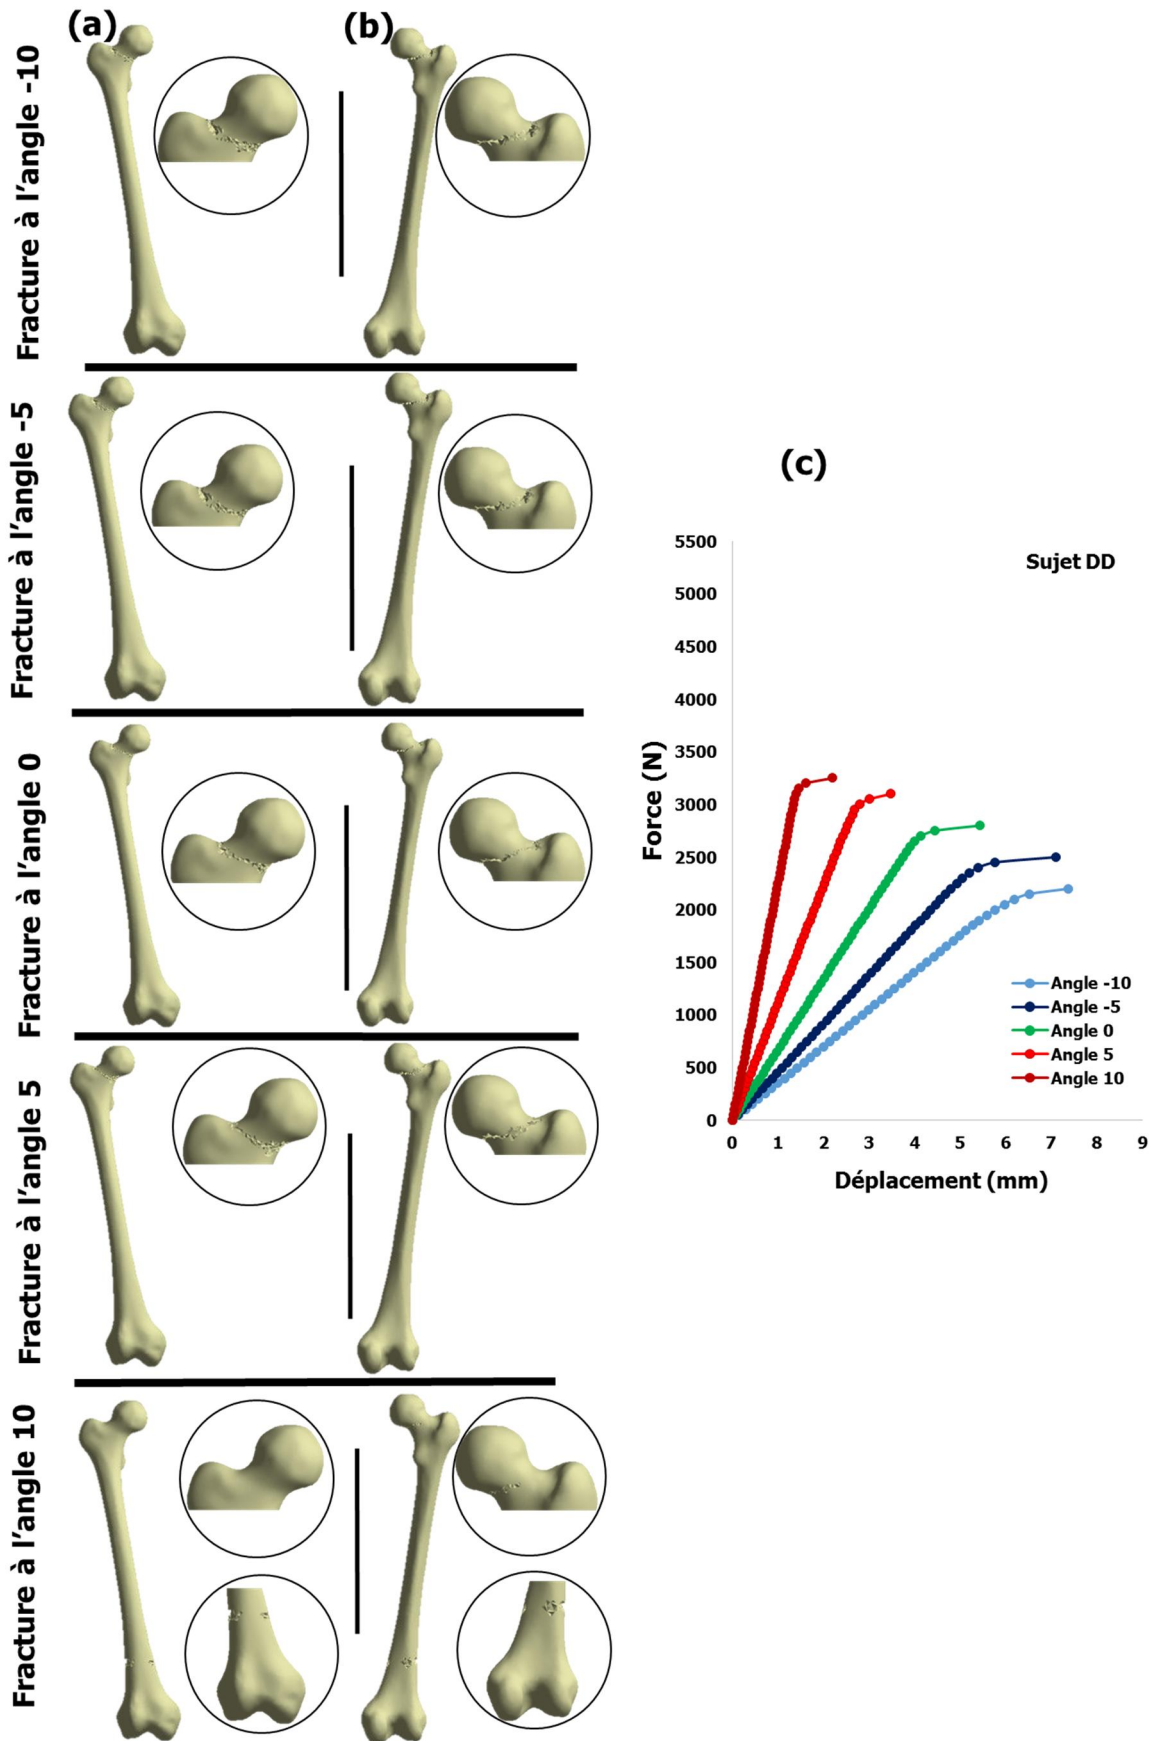 (a)
(b)
Fracture à l'angle -10
Fracture à l'angle -5
Fracture à l'angle 0
Fracture à l'angle 5
Fracture à l'angle 10
(c)
Sujet DD
Force (N)
5500
5000
4500
4000
3500
3000
2500
2000
1500
1000
500
0
Angle -10
Angle -5
Angle 0
Angle 5
Angle 10
0 1 2 3 4 5 6 7 8 9
Déplacement (mm)